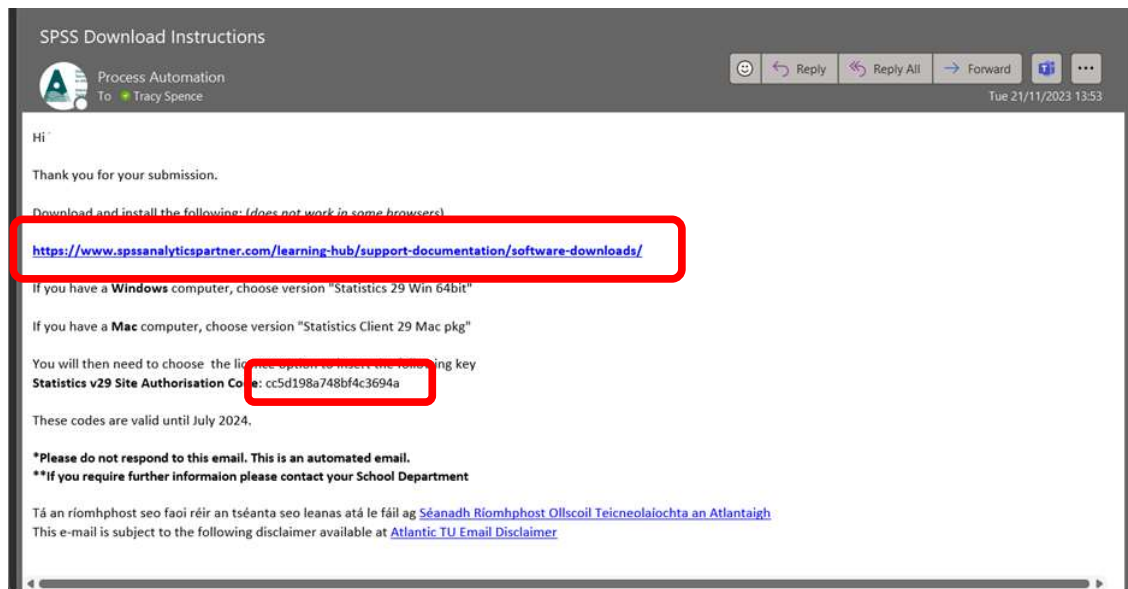 SPSS Download Instructions
Process Automation
To Tracy Spence
Reply
Reply All
Forward
Tue 21/11/2023 13:53
Hi
Thank you for your submission.
Download and install the following: (does not work in some browsers)
https://www.spssanalyticspartner.com/learning-hub/support-documentation/software-downloads/
If you have a Windows computer, choose version "Statistics 29 Win 64bit"
If you have a Mac computer, choose version "Statistics Client 29 Mac pkg"
You will then need to choose the licence option to insert the following key
Statistics v29 Site Authorisation Code: cc5d198a748bf4c3694a
These codes are valid until July 2024.
*Please do not respond to this email. This is an automated email.
**If you require further informaion please contact your School Department
Tá an ríomhphost seo faoi réir an tséanta seo leanas atá le fáil ag Séanadh Ríomhphost Ollscoil Teicneolaíochta an Atlantaigh
This e-mail is subject to the following disclaimer available at Atlantic TU Email Disclaimer